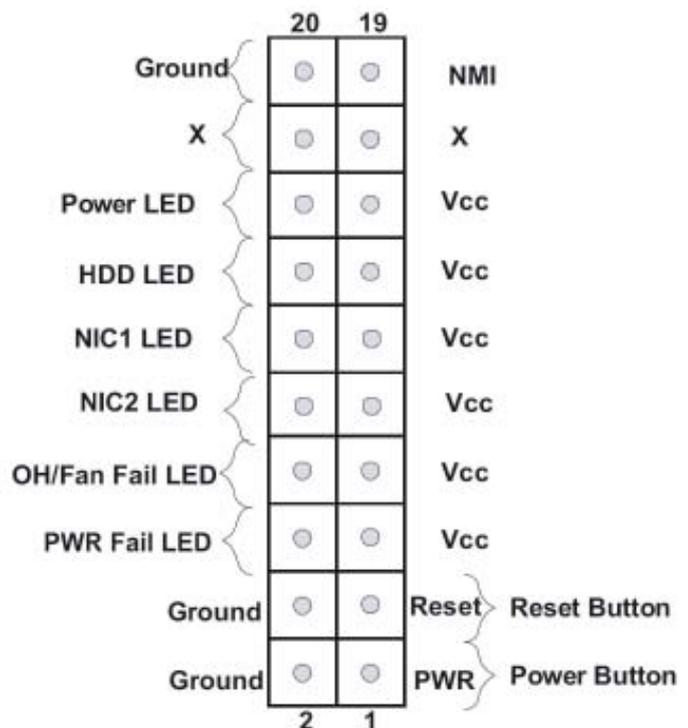 20 19
Ground NMI
X X
Power LED Vcc
HDD LED Vcc
NIC1 LED Vcc
NIC2 LED Vcc
OH/Fan Fail LED Vcc
PWR Fail LED Vcc
Ground Reset Reset Button
Ground PWR Power Button
2 1